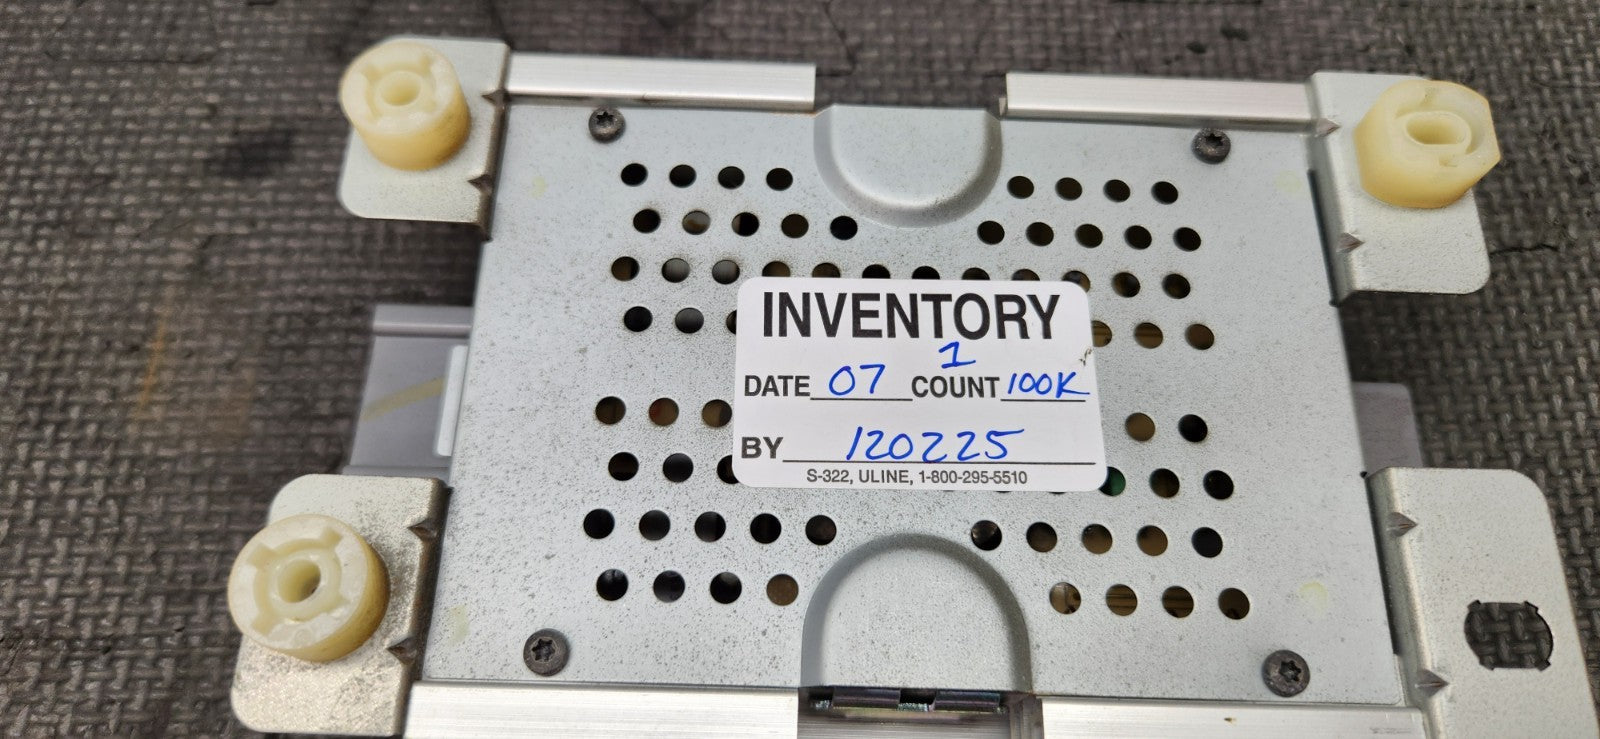 INVENTORY
1
DATE 07 COUNT 100K
BY 120225
S-322, ULINE, 1-800-295-5510